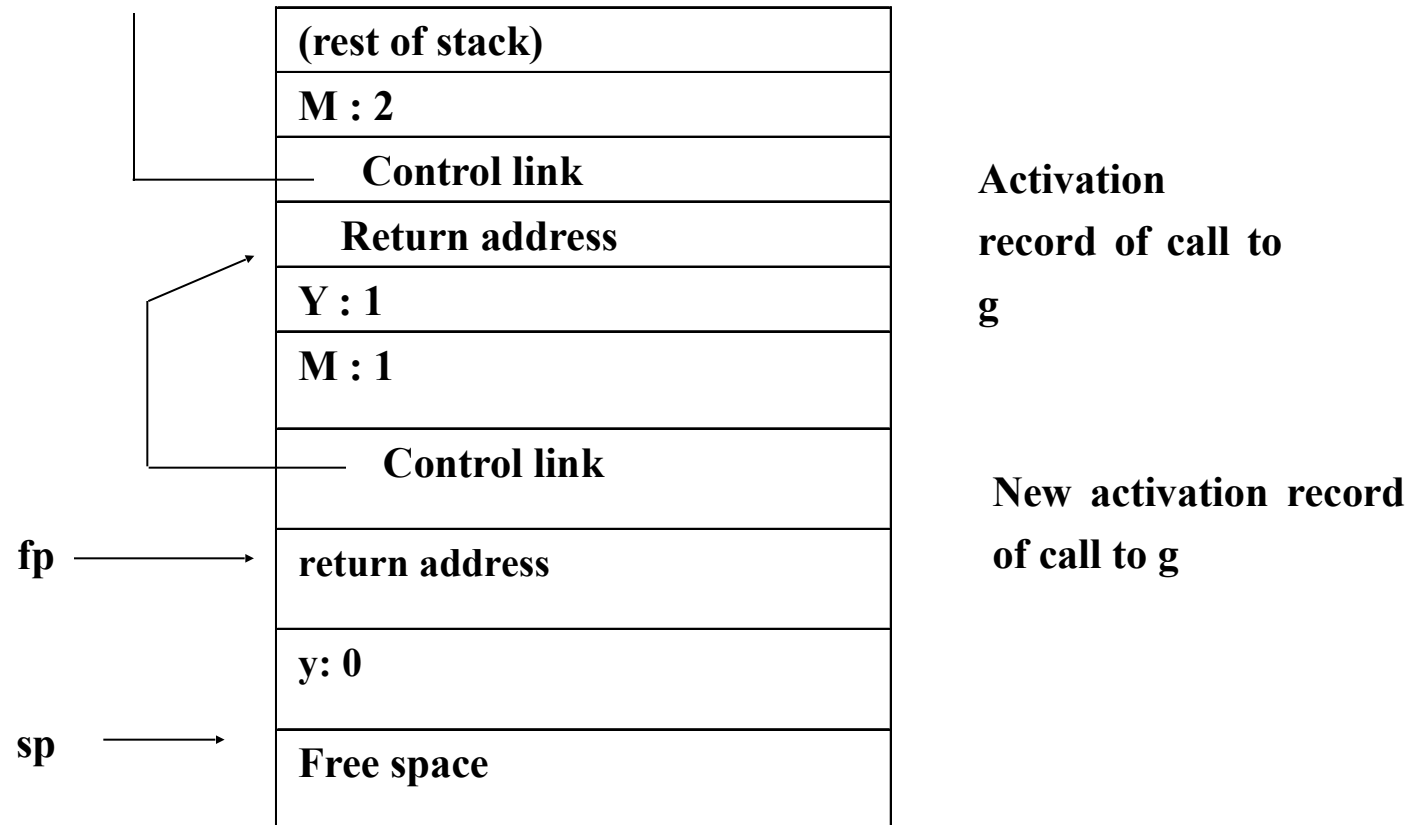 (rest of stack)
M : 2
Control link
Return address
Y : 1
M : 1
Control link
return address
y: 0
Free space
fp
sp
Activation
record of call to
g
New activation record
of call to g